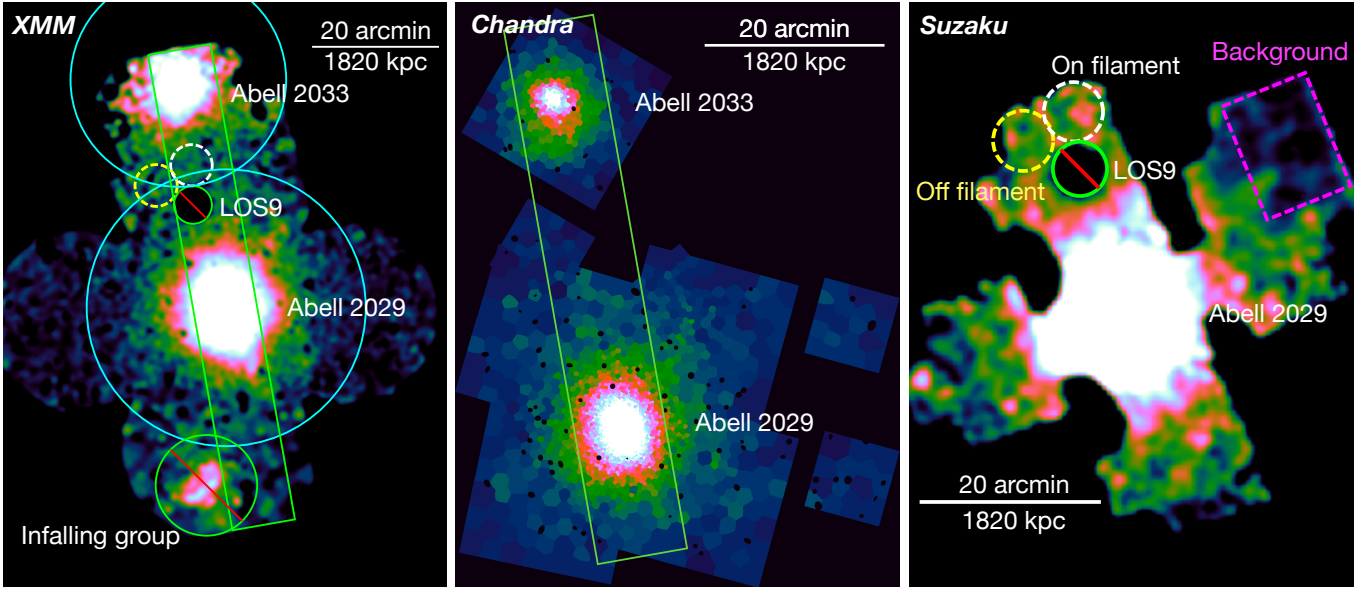 XMM
20 arcmin
1820 kpc
Abell 2033
LOS9
Abell 2029
Infalling group
Chandra
20 arcmin
1820 kpc
Abell 2033
Abell 2029
Suzaku
Background
On filament
LOS9
Off filament
Abell 2029
20 arcmin
1820 kpc